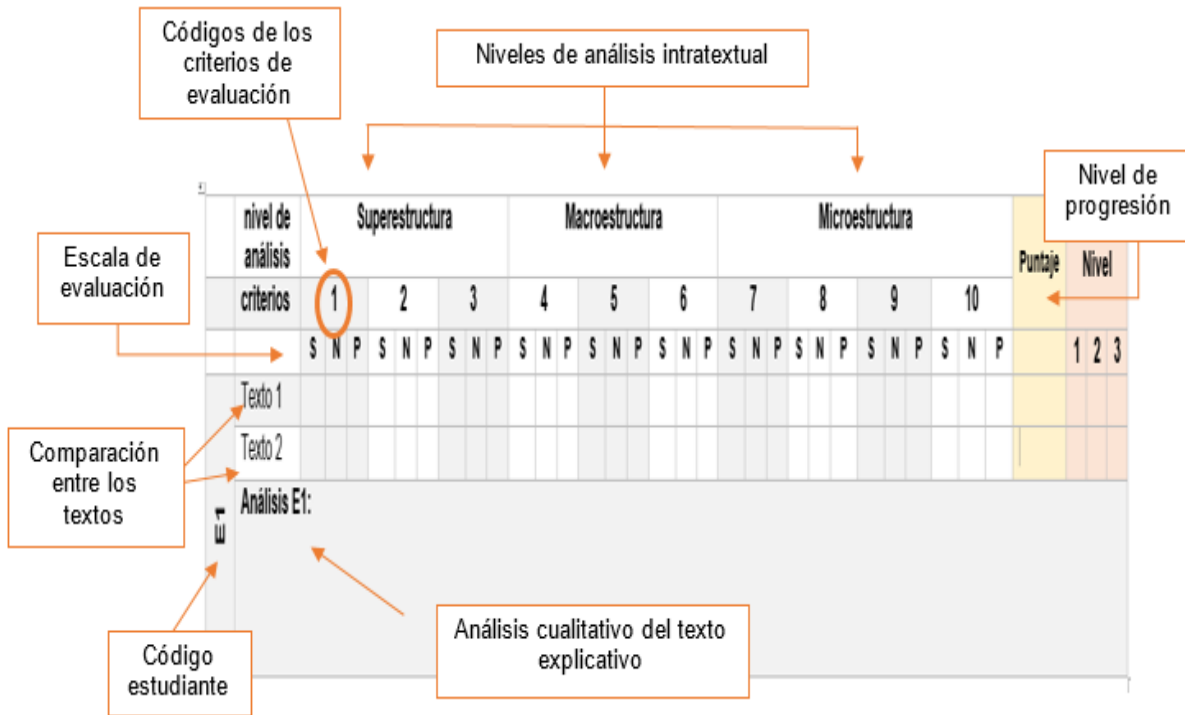 Códigos de los
criterios de
evaluación
Niveles de análisis intratextual
Nivel de
progresión
Escala de
evaluación
nivel de
análisis
Superestructura
Macroestructura
Microestructura
Puntaje
Nivel
criterios
1 2 3 4 5 6 7 8 9 10
S N P S N P S N P S N P S N P S N P S N P S N P S N P S N P 1 2 3
Texto 1
Texto 2
Comparación
entre los
textos
E1
Análisis E1:
Análisis cualitativo del texto
explicativo
Código
estudiante